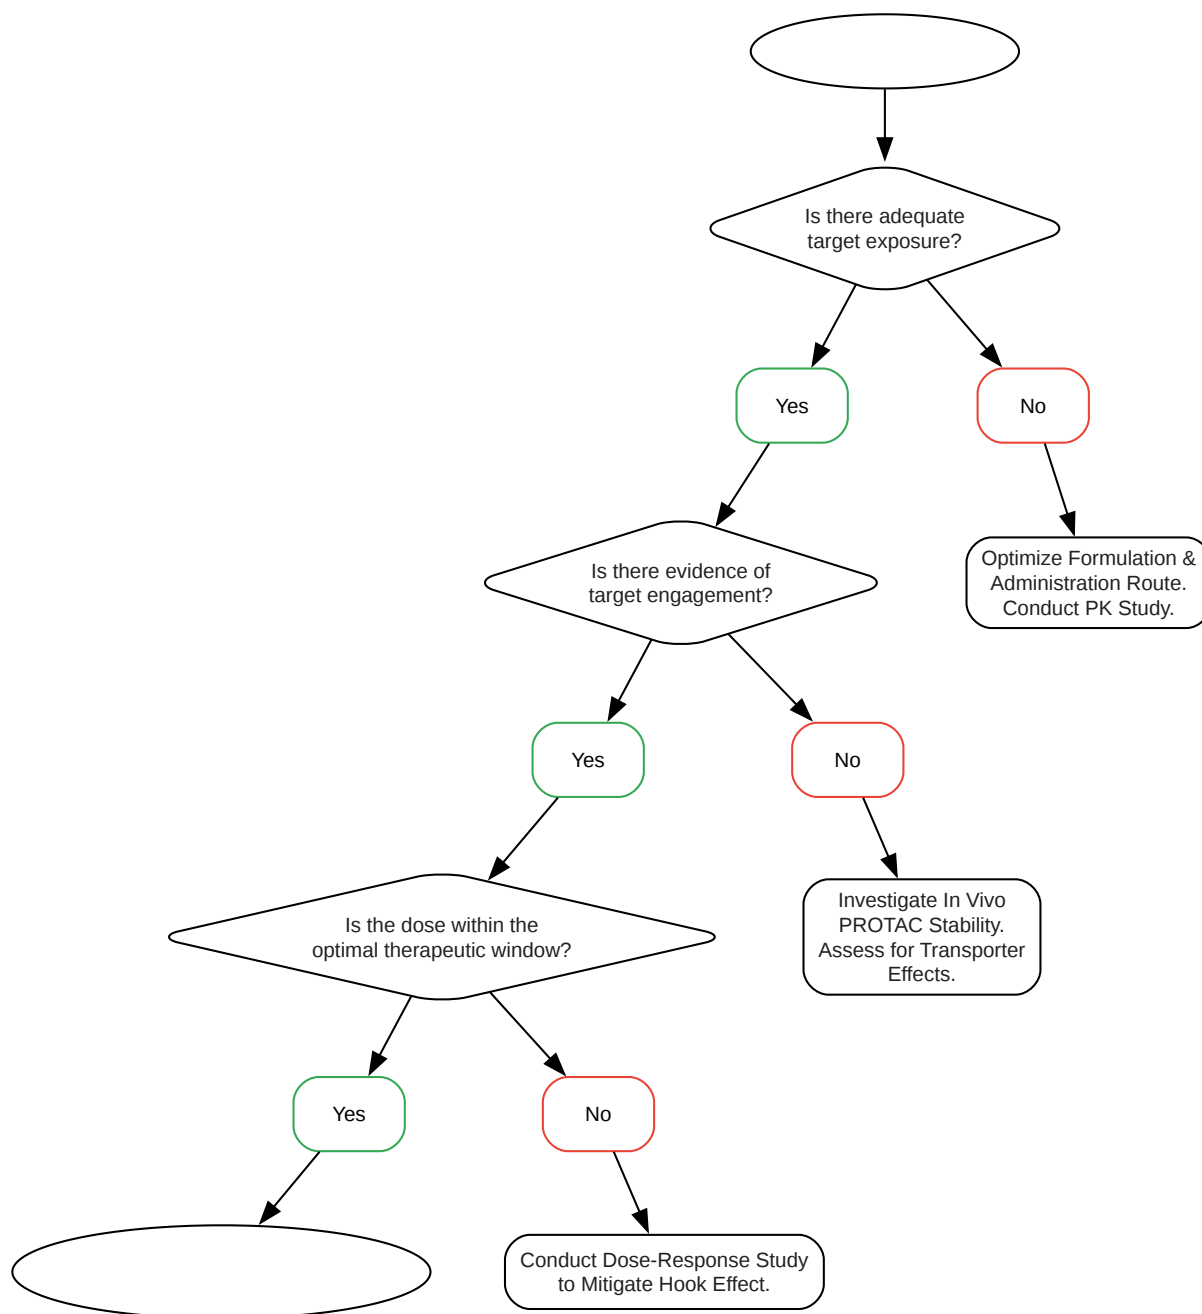 Is there adequate
target exposure?
Yes
No
Optimize Formulation &
Administration Route.
Conduct PK Study.
Is there evidence of
target engagement?
Yes
No
Investigate In Vivo
PROTAC Stability.
Assess for Transporter
Effects.
Is the dose within the
optimal therapeutic window?
Yes
No
Conduct Dose-Response Study
to Mitigate Hook Effect.